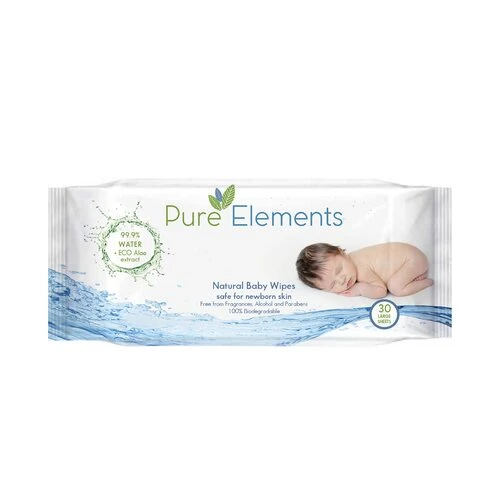 Pure Elements
99.9%
WATER
+ ECO Aloe
extract
Natural Baby Wipes
safe for newborn skin
Free from Fragrances, Alcohol and Parabens
100% Biodegradable
30
LARGE
SHEETS